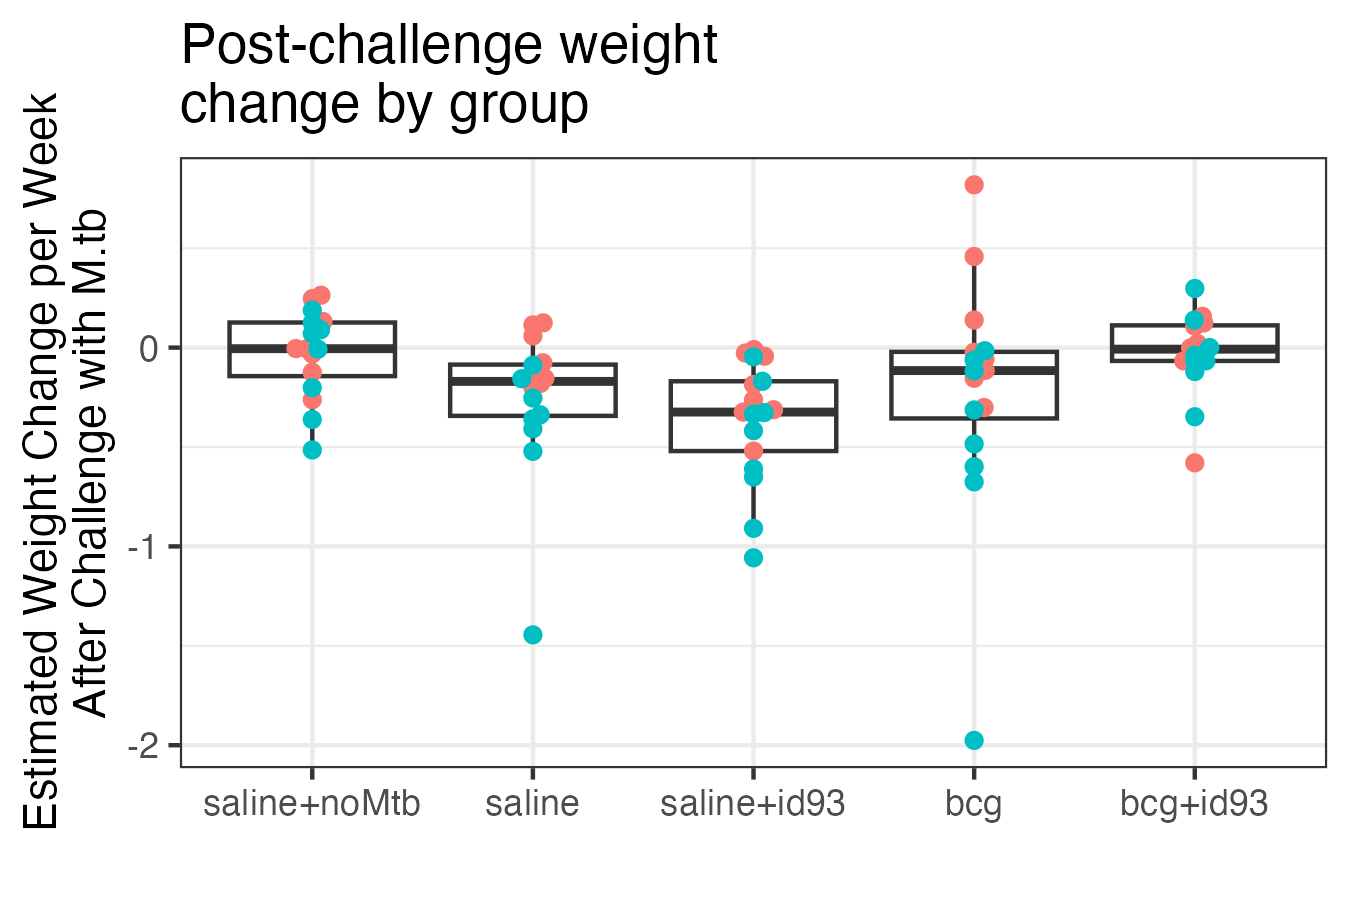 Post-challenge weight
change by group
Estimated Weight Change per Week
After Challenge with M.tb
0
-1
-2
saline+noMtb
saline
saline+id93
bcg
bcg+id93